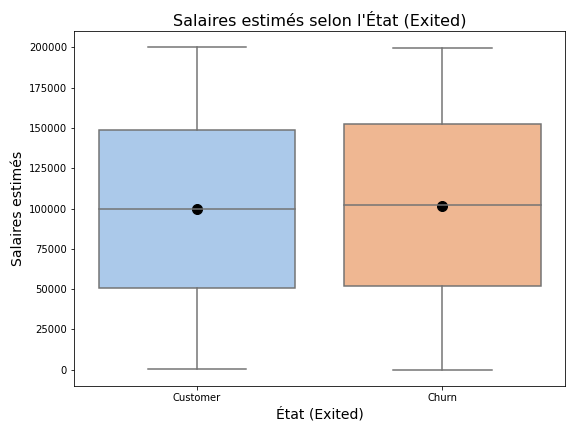 Salaires estimés selon l'État (Exited)
Salaires estimés
200000
175000
150000
125000
100000
75000
50000
25000
0
Customer
Churn
État (Exited)